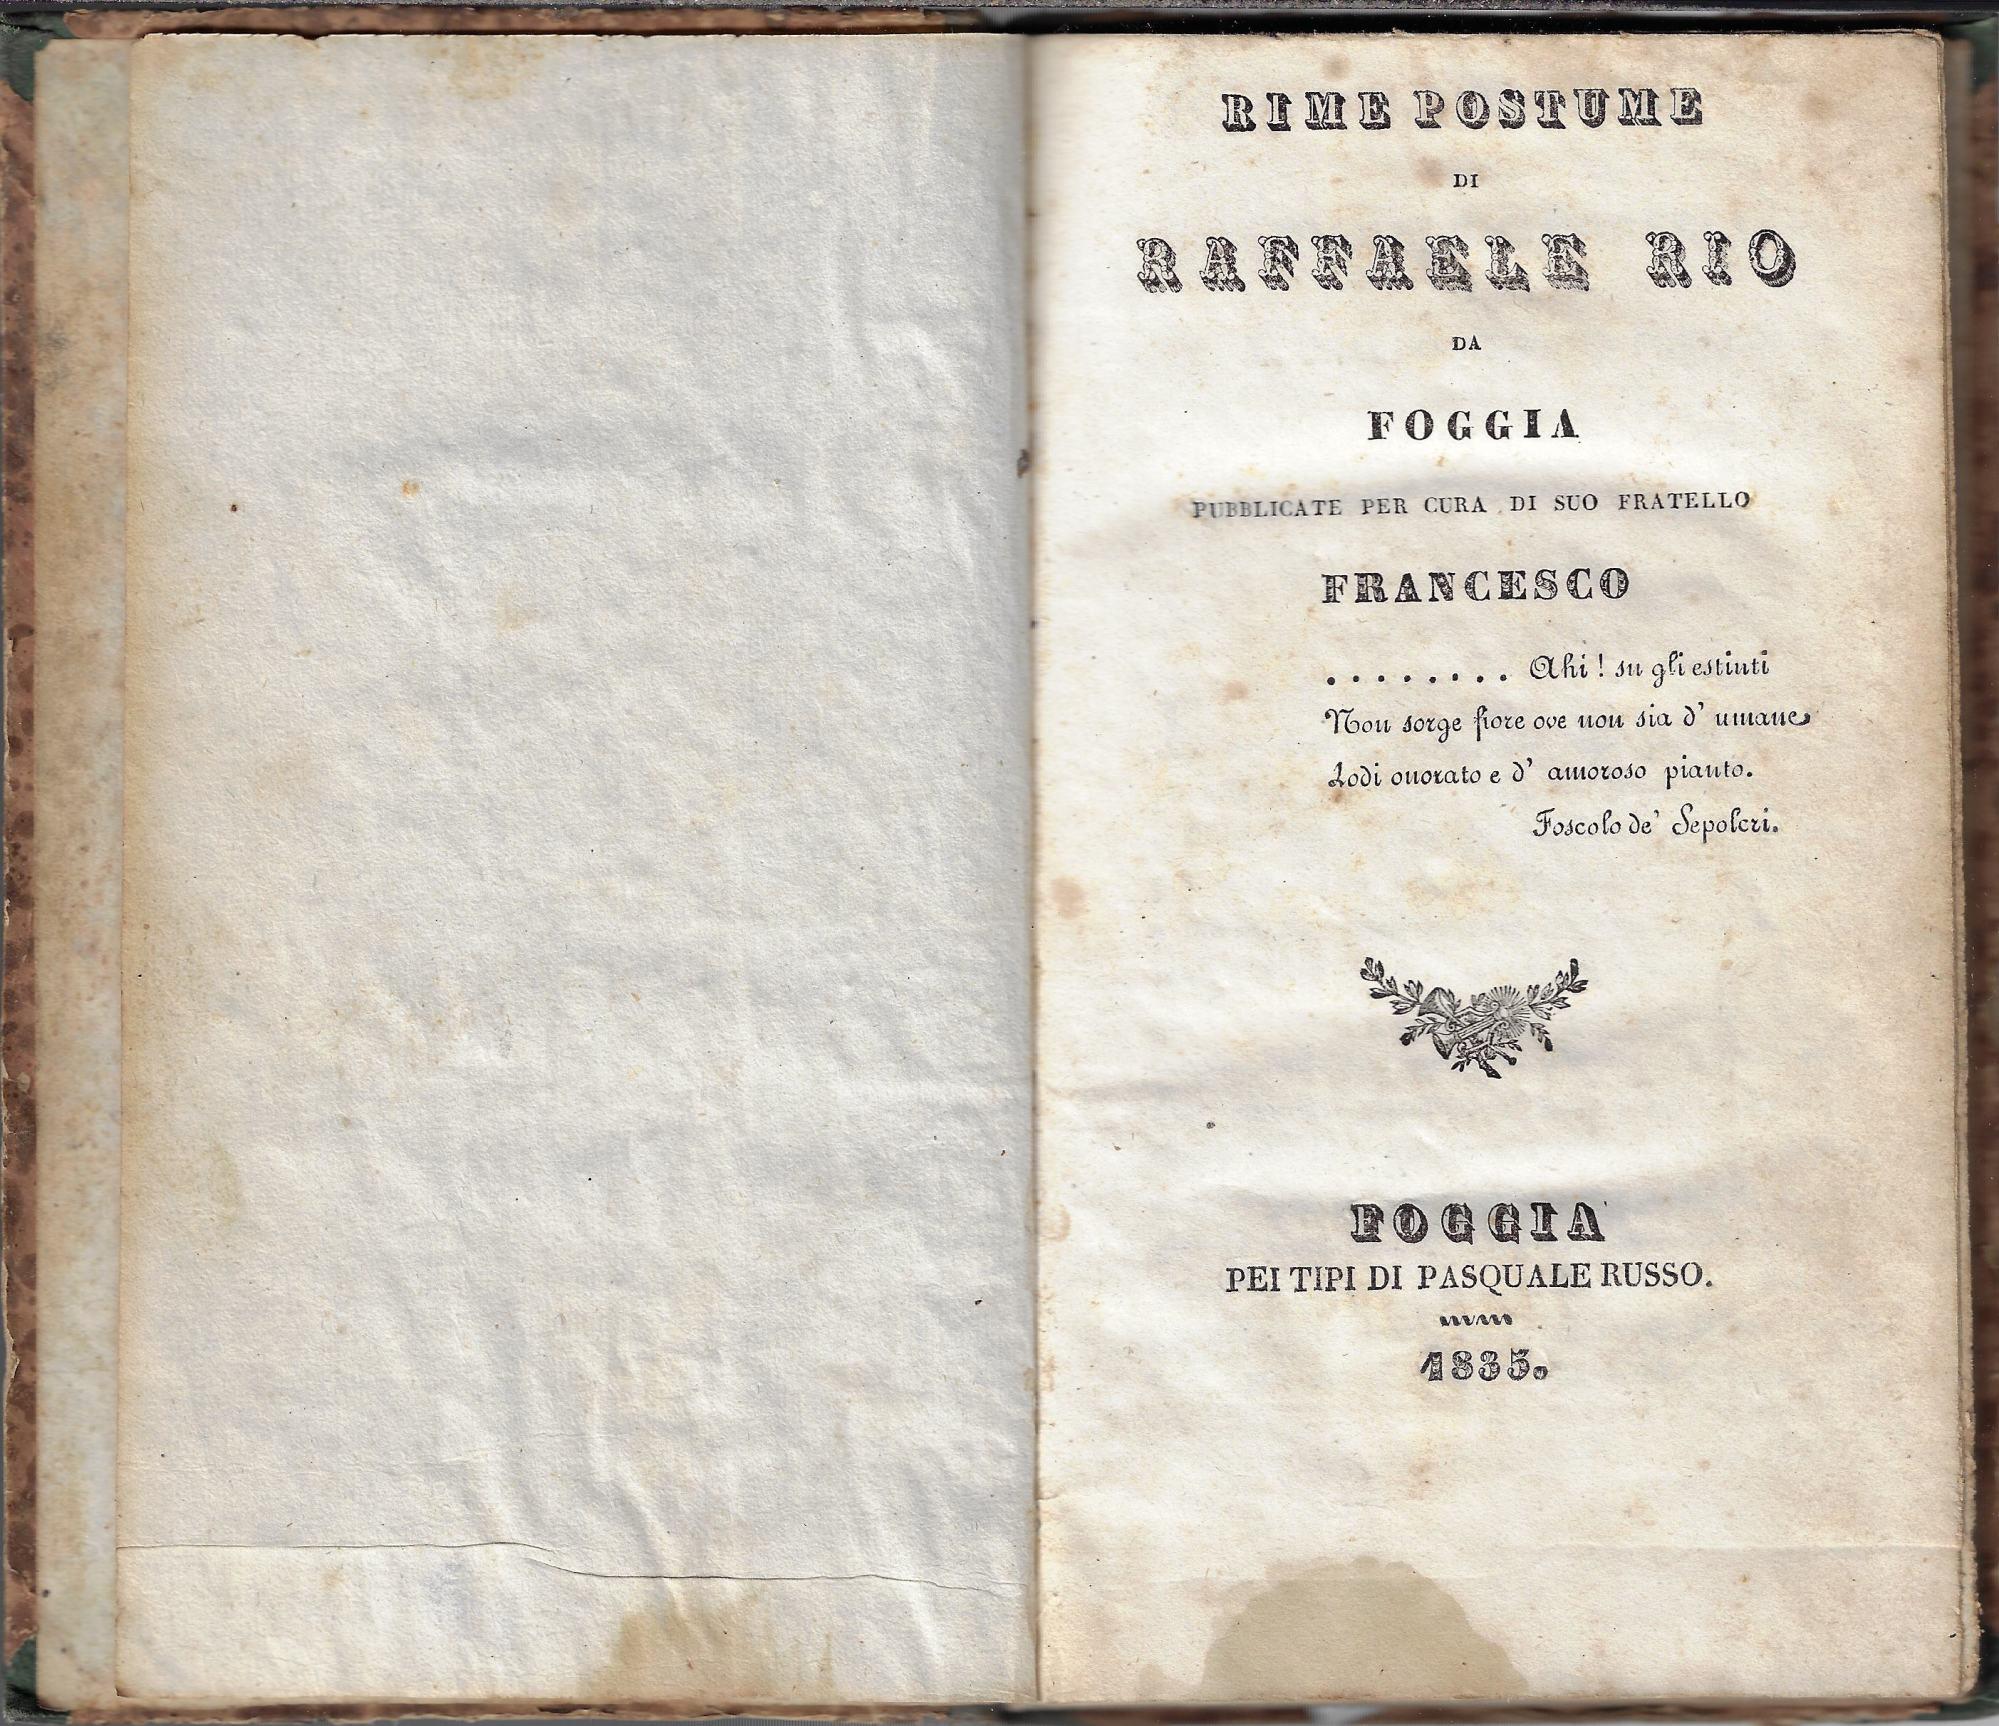 RIME POSTUME
DI
RAFFAELE RIO
DA
FOGGIA
PUBBLICATE PER CURA DI SUO FRATELLO
FRANCESCO
. . . . . . . . Ahi ! su gli estinti
Non sorge fiore ove non sia d' umane
Lodi onorato e d' amoroso pianto.
Foscolo de' Sepolcri.
FOGGIA
PEI TIPI DI PASQUALE RUSSO.
1835.